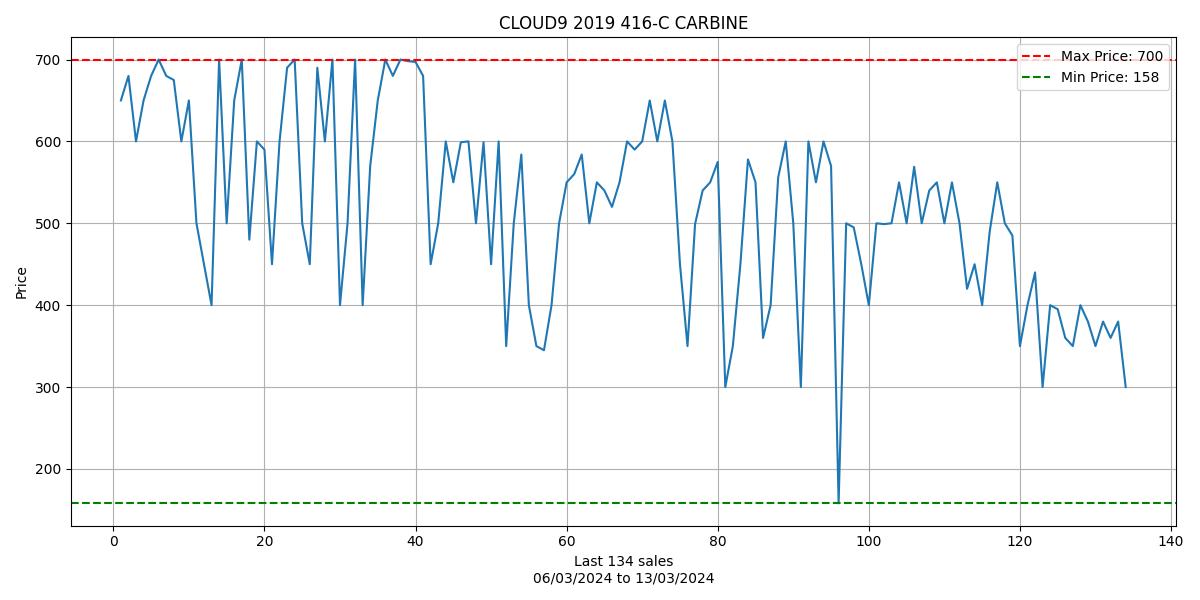 CLOUD9 2019 416-C CARBINE
Max Price: 700
Min Price: 158
Price
700
600
500
400
300
200
0 20 40 60 80 100 120 140
Last 134 sales
06/03/2024 to 13/03/2024